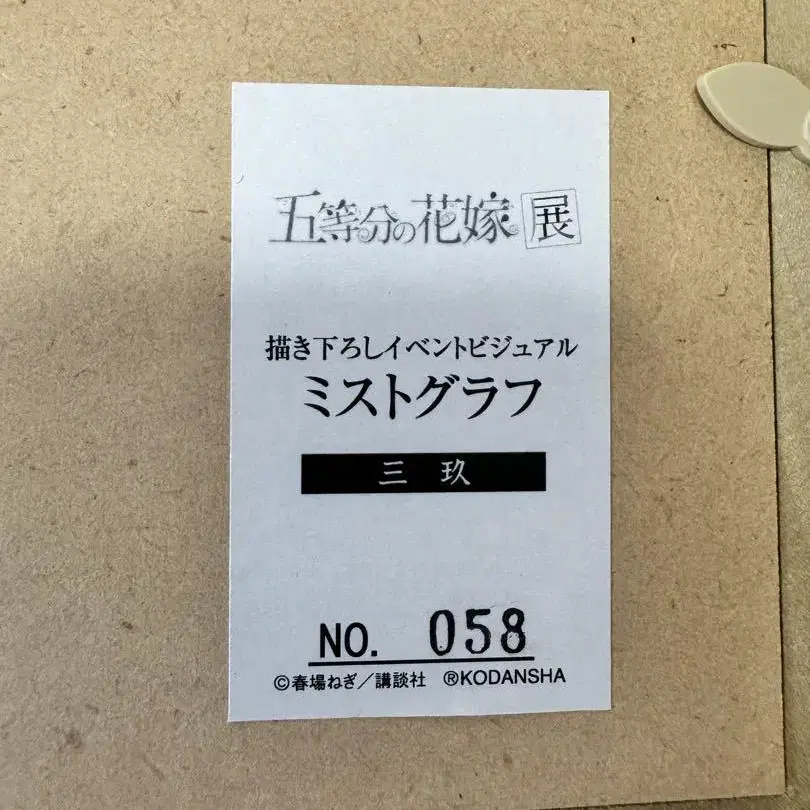 五等分の花嫁 展
描き下ろしイベントビジュアル
ミストグラフ
三 玖
NO. 058
©春場ねぎ/講談社 ®KODANSHA